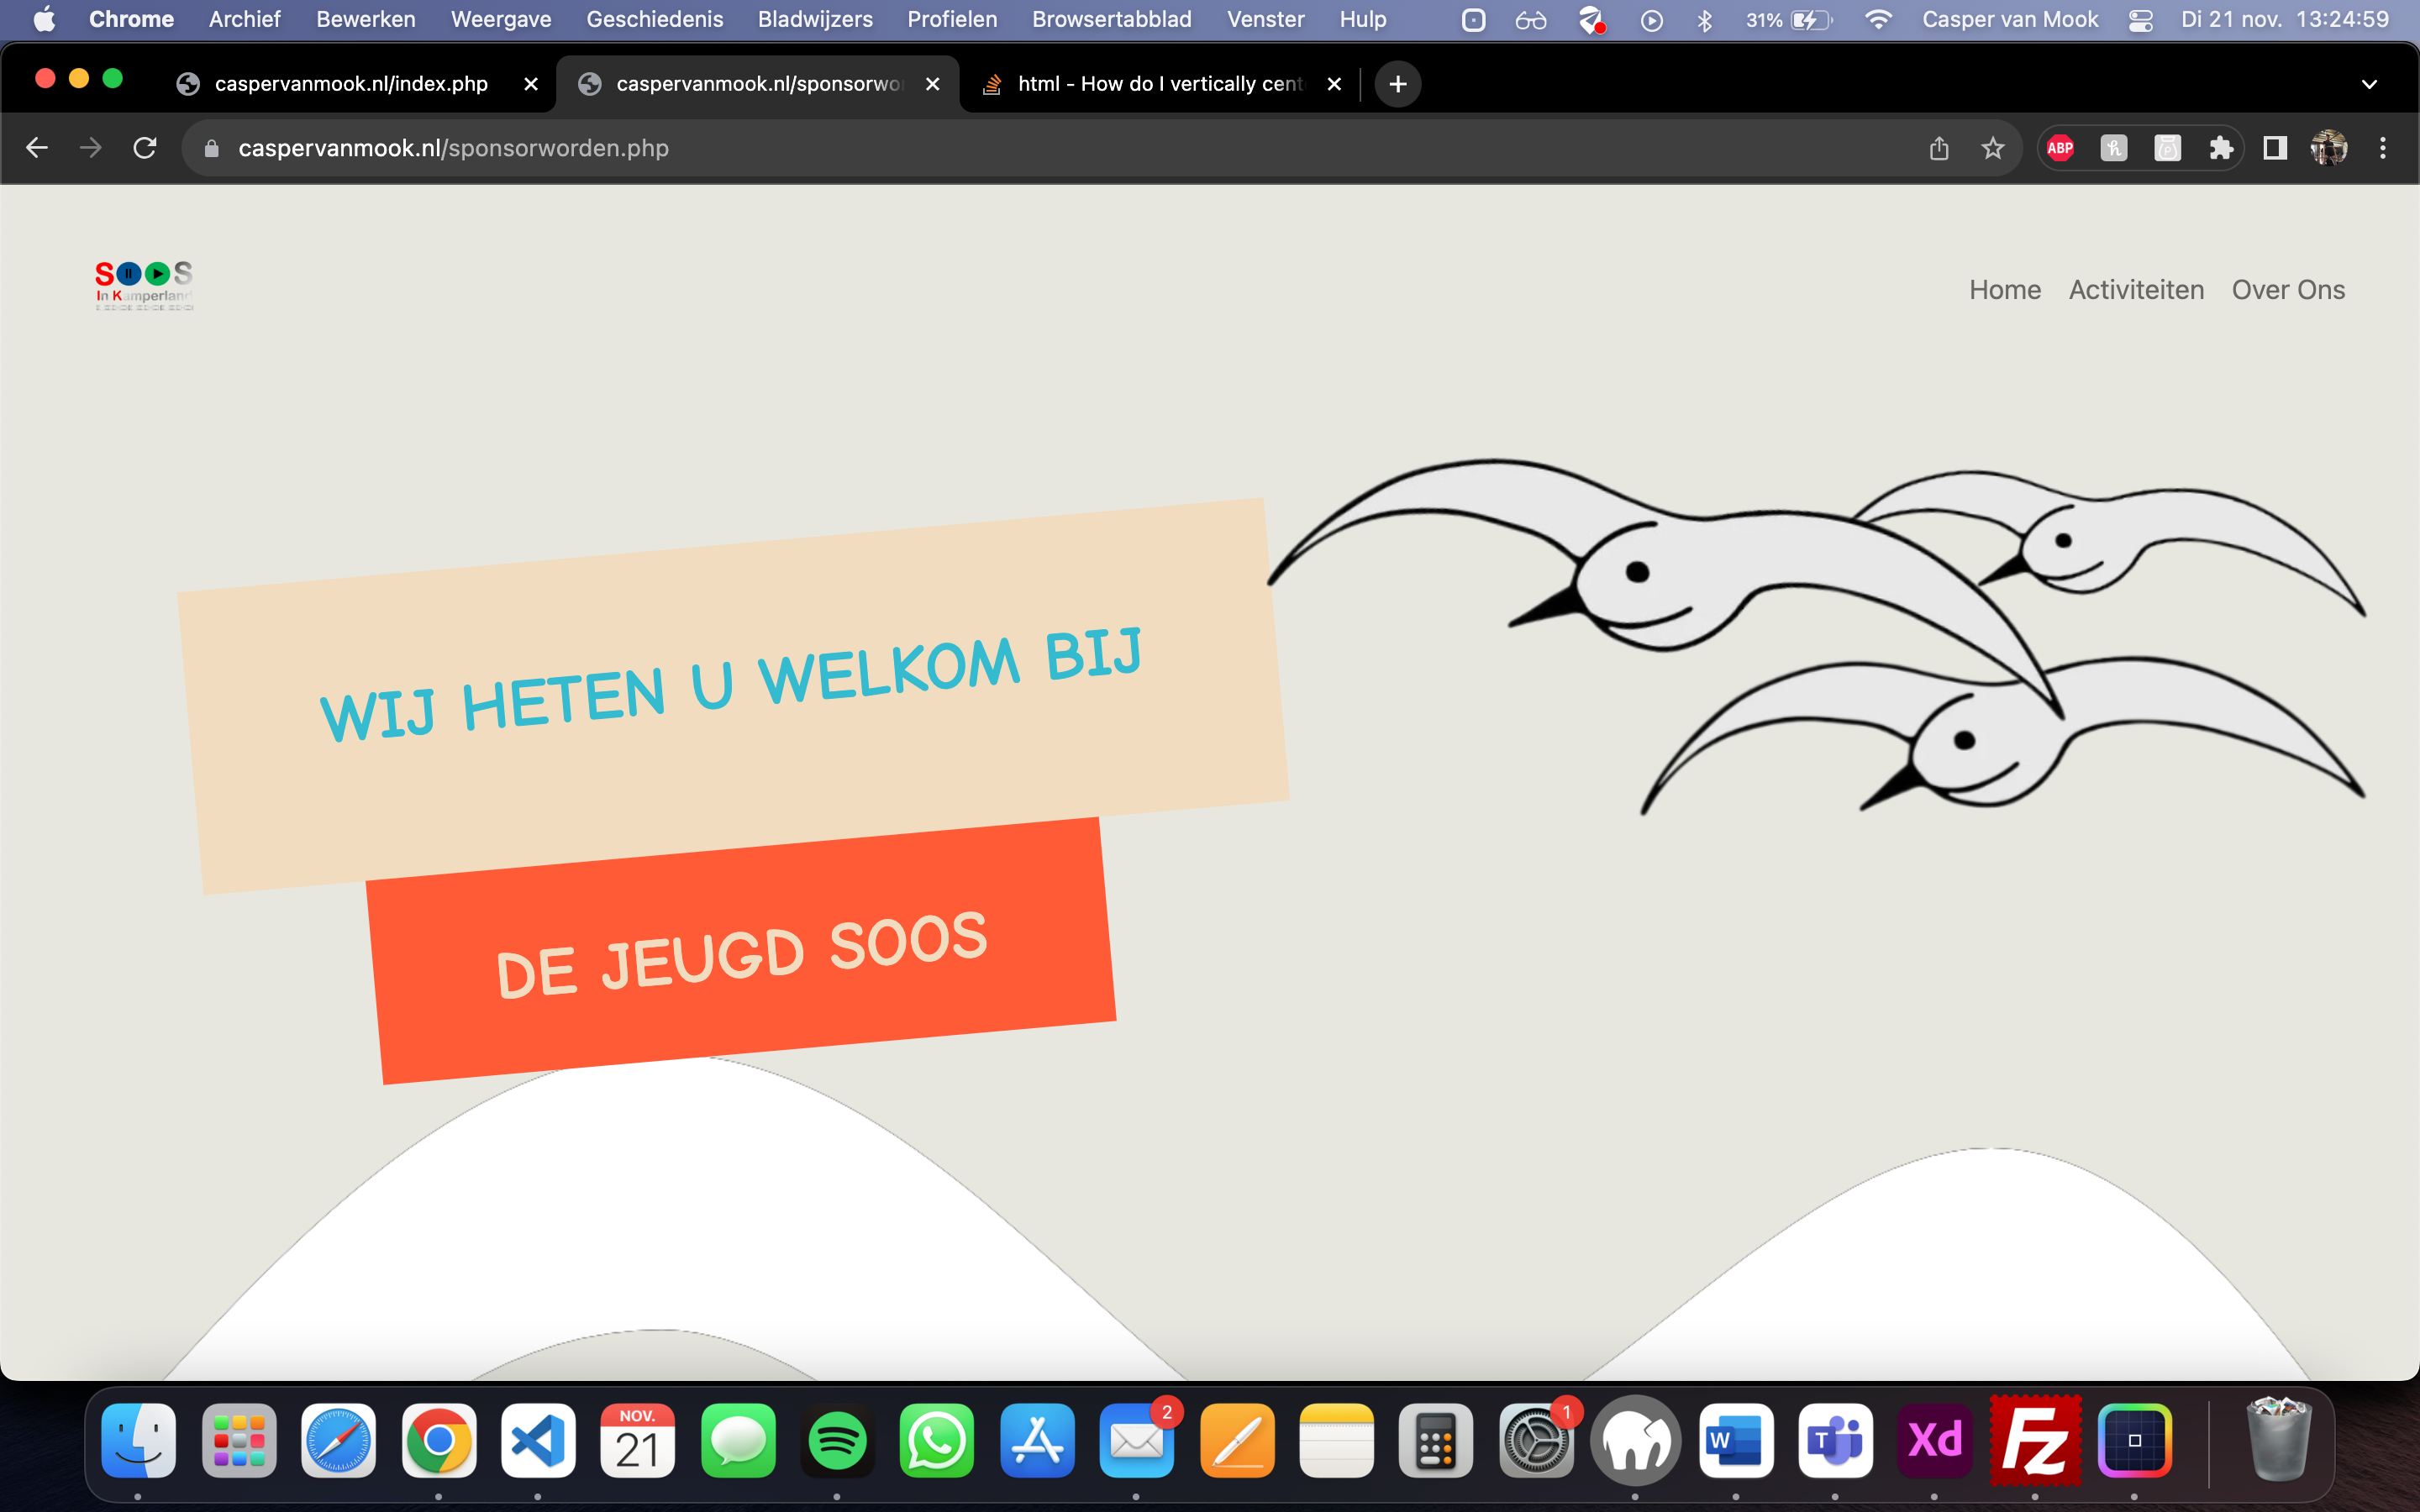 Chrome Archief Bewerken Weergave Geschiedenis Bladwijzers Profielen Browsertabblad Venster Hulp 31% Casper van Mook Di 21 nov. 13:24:59
caspervanmook.nl/index.php caspervanmook.nl/sponsorwo html - How do I vertically cent
caspervanmook.nl/sponsorworden.php ABP
SOOS
In Kamperland
Home Activiteiten Over Ons
WIJ HETEN U WELKOM BIJ
DE JEUGD SOOS
NOV.
21
2
1
W
T
Xd
Fz